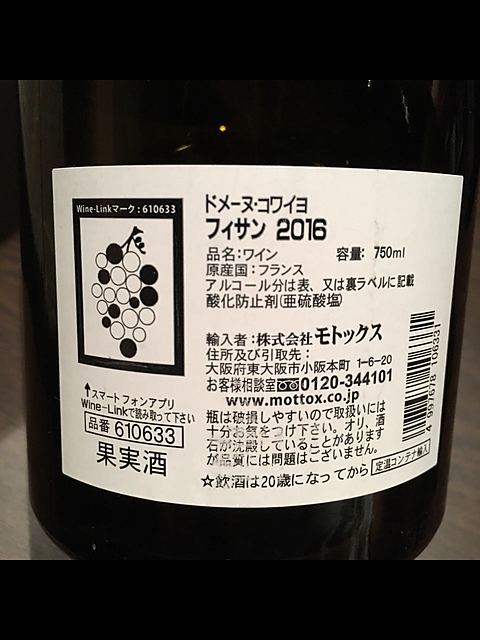 Wine-Linkマーク:610633
↑スマートフォンアプリ
Wine-Linkで読み取って下さい
品番 610633
果実酒
ドメーヌ・コワイヨ
フィサン 2016
品名:ワイン 容量: 750ml
原産国:フランス
アルコール分は表、又は裏ラベルに記載
酸化防止剤(亜硫酸塩)
輸入者:株式会社モトックス
住所及び引取先:
大阪府東大阪市小阪本町 1-6-20
お客様相談室 0120-344101
www.mottox.co.jp
瓶は破損しやすいので取扱いには
十分お気を付け下さい。オリ、酒
石が沈殿していることがあります
が品質には問題はございません。
☆飲酒は20歳になってから 定温コンテナ輸入
4 997678 106331